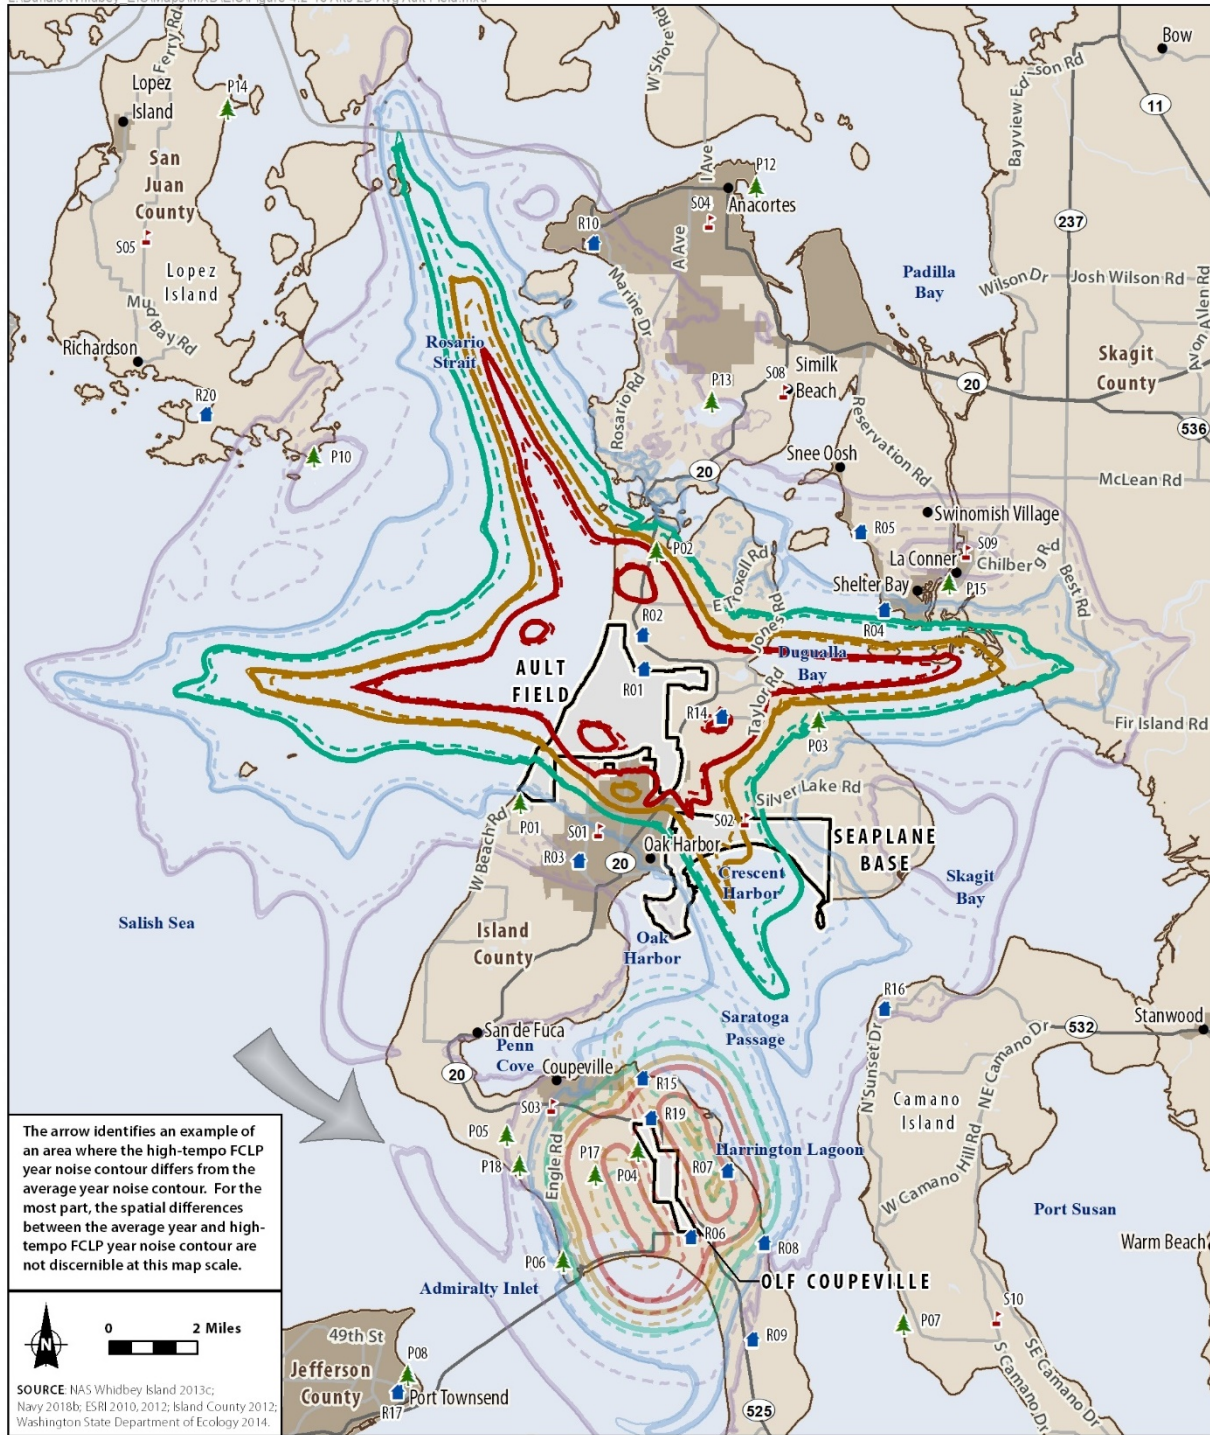 W Shore Rd
Bow
Ferry Rd
Bayview Edison Rd
Lopez
Island
P14
11
San
Juan
County
I Ave
P12
S04
Anacortes
R10
A Ave
237
S05
Lopez
Island
Padilla
Bay
Wilson Dr
Josh Wilson Rd
Mud Bay Rd
Marine Dr
Avon Allen Rd
Richardson
Rosario
Strait
Skagit
County
S08
Similk
Beach
20
R20
P13
Rosario Rd
Reservation Rd
536
P10
20
Snee Oosh
McLean Rd
Swinomish Village
R05
S09
La Conner
Chilberg Rd
P02
E Troxell Rd
Shelter Bay
P15
Best Rd
R02
Jones Rd
R04
AULT
FIELD
Dugualla
Bay
R01
Taylor Rd
R14
P03
Fir Island Rd
Silver Lake Rd
P01
S02
W Beach Rd
S01
Oak Harbor
SEAPLANE
BASE
R03
20
Crescent
Harbor
Skagit
Bay
Salish Sea
Island
County
Oak
Harbor
R16
San de Fuca
Saratoga
Passage
Stanwood
532
Penn
Cove
N Sunset Dr
NE Camano Dr
20
Coupeville
R15
Camano
Island
S03
R19
The arrow identifies an example of
an area where the high-tempo FCLP
year noise contour differs from the
average year noise contour. For the
most part, the spatial differences
between the average year and high-
tempo FCLP year noise contour are
not discernible at this map scale.
P05
Engle Rd
P17
Harrington Lagoon
P18
P04
R07
W Camano Hill Rd
Port Susan
R06
R08
Warm Beach
P06
OLF COUPEVILLE
Admiralty Inlet
S10
N
0 2 Miles
49th St
R09
P07
Jefferson
County
P08
S Camano Dr
SE Camano Dr
R17
Port Townsend
525
SOURCE: NAS Whidbey Island 2013c;
Navy 2018b; ESRI 2010, 2012; Island County 2012;
Washington State Department of Ecology 2014.